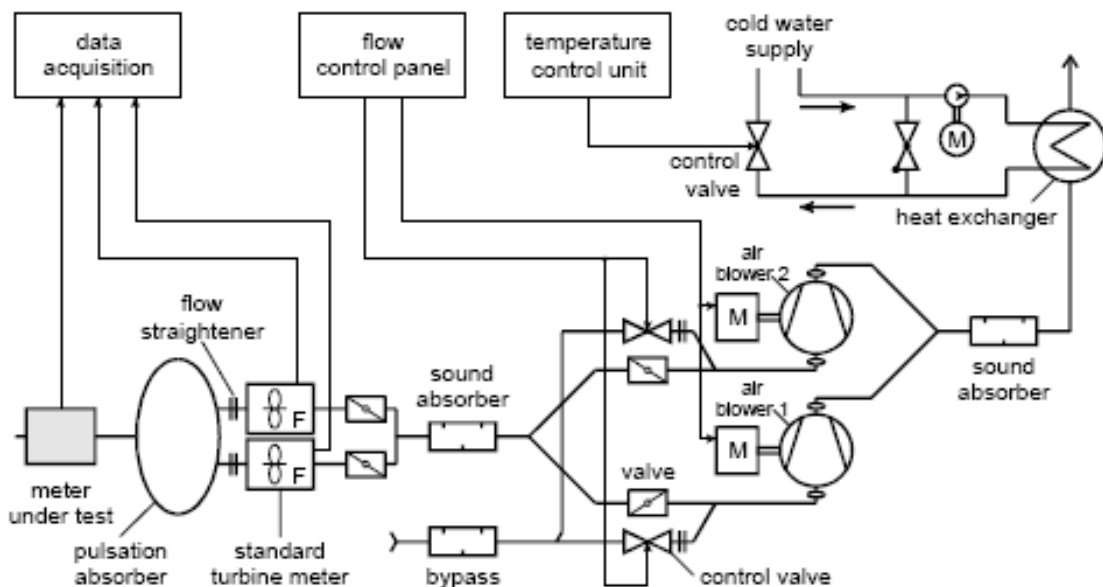 data
acquisition
flow
control panel
temperature
control unit
cold water
supply
M
control
valve
heat exchanger
air
blower 2
M
flow
straightener
sound
absorber
sound
absorber
F
air
blower 1
M
F
valve
meter
under test
pulsation
absorber
standard
turbine meter
bypass
control valve